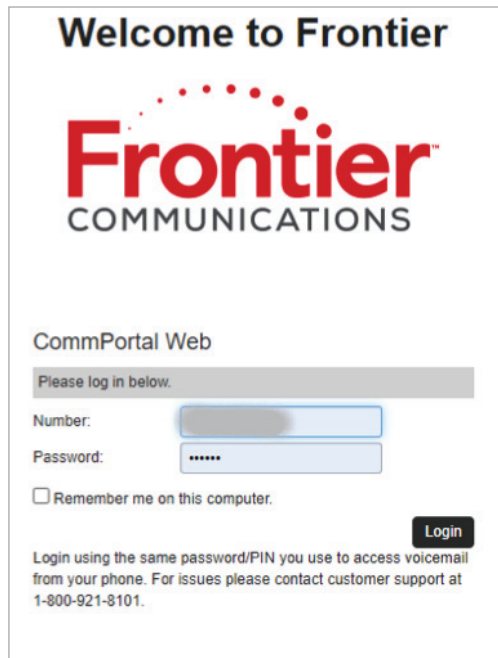 Welcome to Frontier
Frontier™
COMMUNICATIONS
CommPortal Web
Please log in below.
Number:
Password: ••••••
Remember me on this computer.
Login
Login using the same password/PIN you use to access voicemail
from your phone. For issues please contact customer support at
1-800-921-8101.